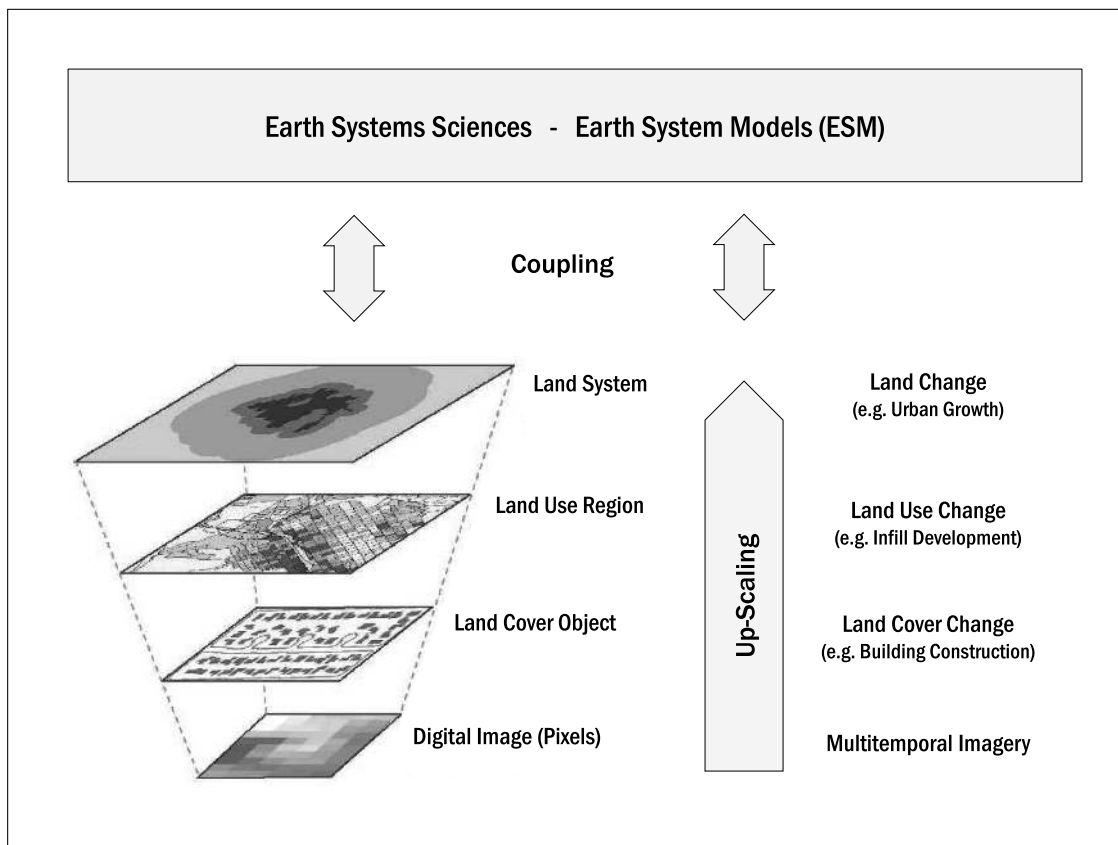 Earth Systems Sciences - Earth System Models (ESM)
Coupling
Land System
Land Change
(e.g. Urban Growth)
Land Use Region
Land Use Change
(e.g. Infill Development)
Up-Scaling
Land Cover Object
Land Cover Change
(e.g. Building Construction)
Digital Image (Pixels)
Multitemporal Imagery